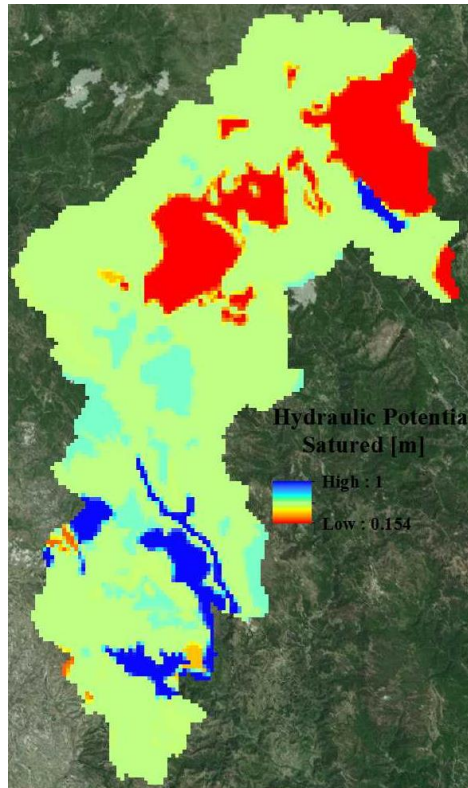 Hydraulic Potentia
Satured [m]
High : 1
Low : 0.154